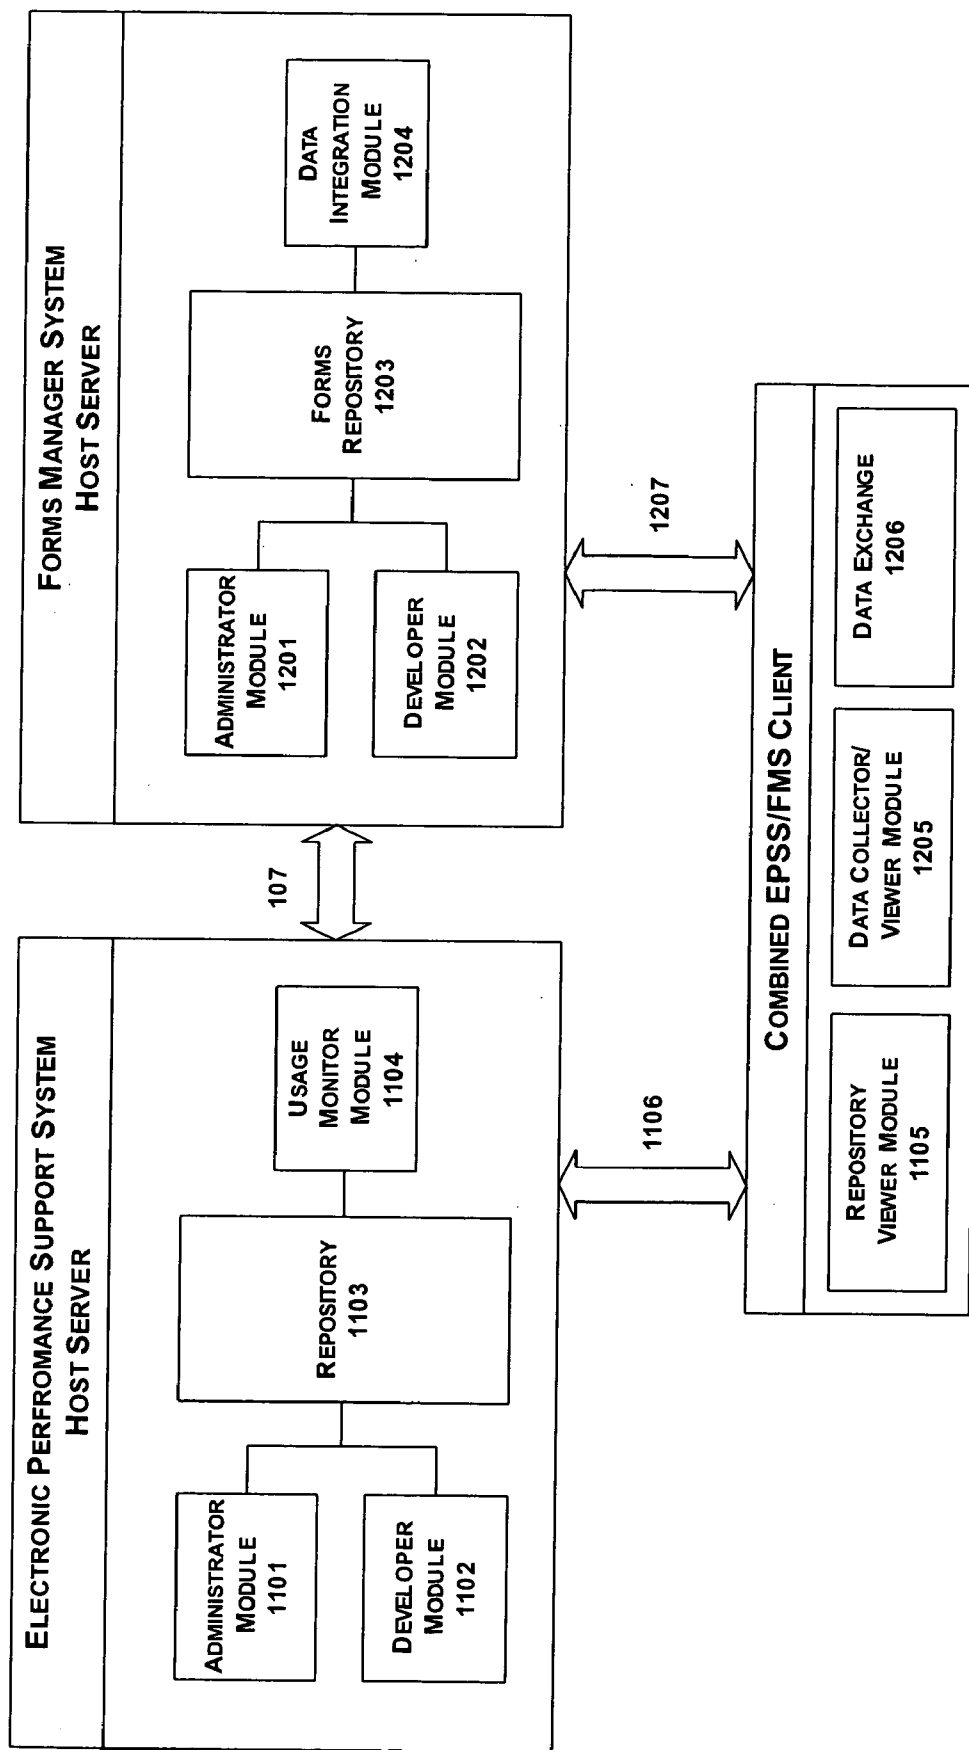 ELECTRONIC PERFROMANCE SUPPORT SYSTEM
HOST SERVER
ADMINISTRATOR
MODULE
1101
DEVELOPER
MODULE
1102
REPOSITORY
1103
USAGE
MONITOR
MODULE
1104
107
FORMS MANAGER SYSTEM
HOST SERVER
ADMINISTRATOR
MODULE
1201
DEVELOPER
MODULE
1202
FORMS
REPOSITORY
1203
DATA
INTEGRATION
MODULE
1204
1106
1207
COMBINED EPSS/FMS CLIENT
REPOSITORY
VIEWER MODULE
1105
DATA COLLECTOR/
VIEWER MODULE
1205
DATA EXCHANGE
1206